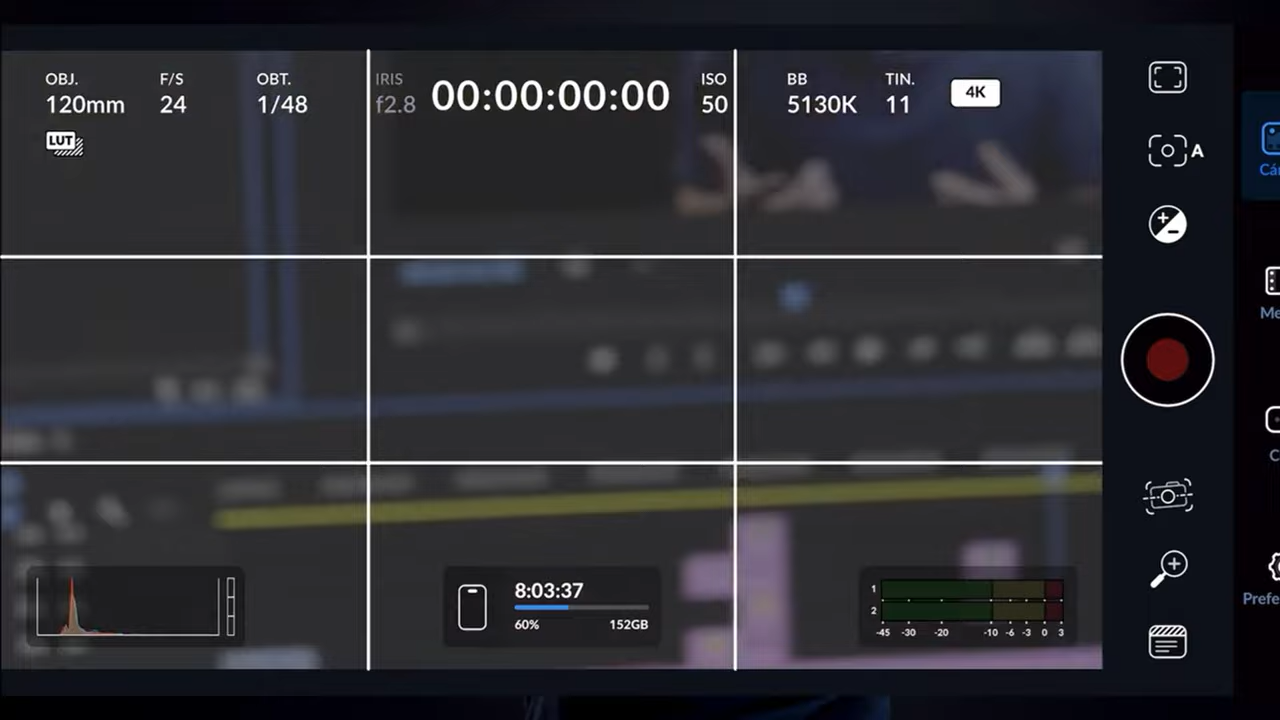 OBJ. F/S OBT. IRIS 00:00:00:00 ISO BB TIN. 4K
120mm 24 1/48 f2.8 50 5130K 11
LUT
A
8:03:37
60% 152GB
1
2
-45 -30 -20 -10 -6 -3 0 3